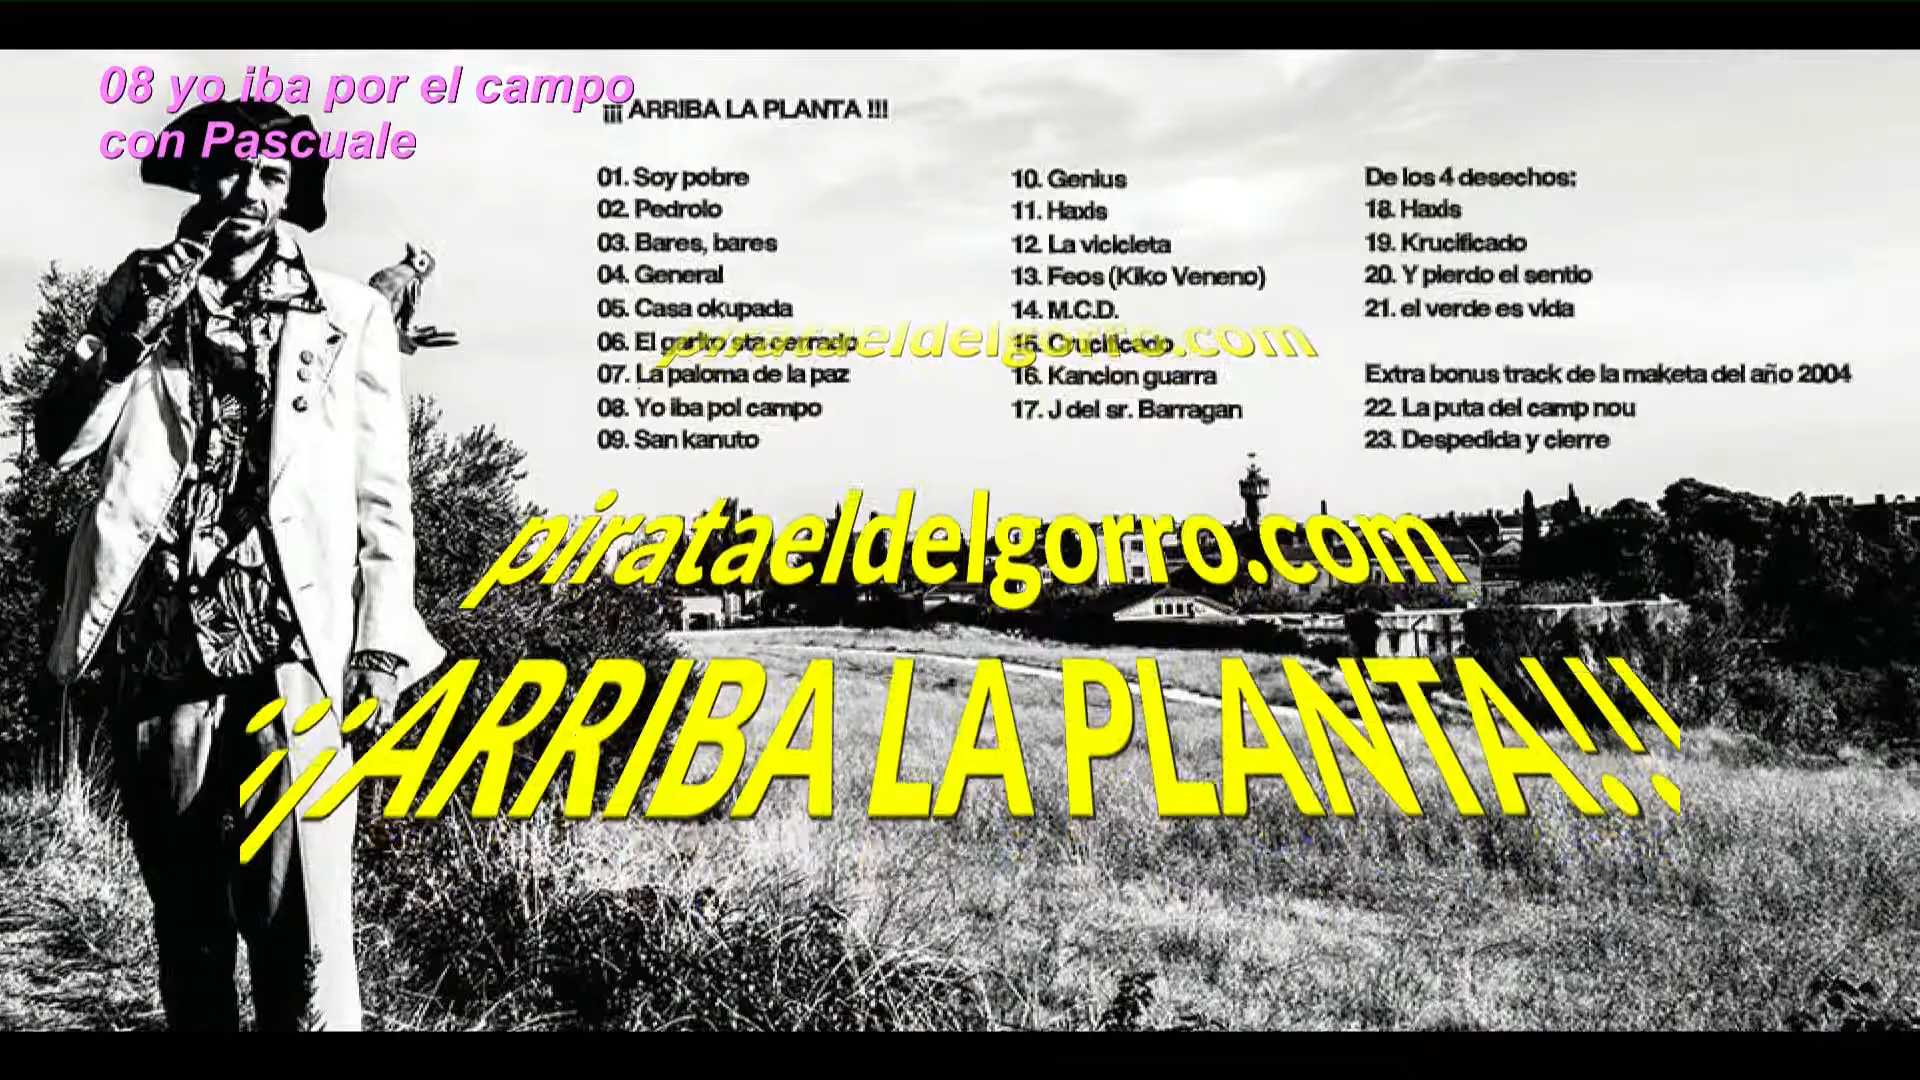 08 yo iba por el campo
con Pascuale
¡¡¡ ARRIBA LA PLANTA !!!
01. Soy pobre
02. Pedrolo
03. Bares, bares
04. General
05. Casa okupada
06. El garito sta cerrado
07. La paloma de la paz
08. Yo iba pol campo
09. San kanuto
10. Genius
11. Haxis
12. La vicicleta
13. Feos (Kiko Veneno)
14. M.C.D.
15. Crucificado
16. Kancion guarra
17. J del sr. Barragan
De los 4 desechos:
18. Haxis
19. Krucificado
20. Y pierdo el sentio
21. el verde es vida
Extra bonus track de la maketa del año 2004
22. La puta del camp nou
23. Despedida y cierre
pirataeldelgorro.com
pirataeldelgorro.com
¡¡¡ARRIBA LA PLANTA!!!